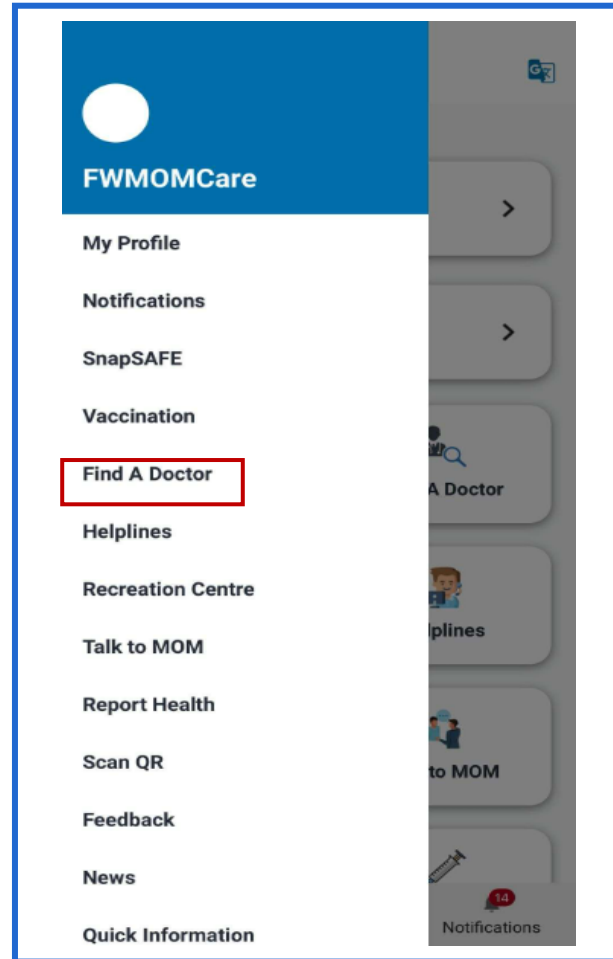 FWMOMCare
My Profile
Notifications
SnapSAFE
Vaccination
Find A Doctor
Helplines
Recreation Centre
Talk to MOM
Report Health
Scan QR
Feedback
News
Quick Information
A Doctor
lplines
to MOM
14
Notifications